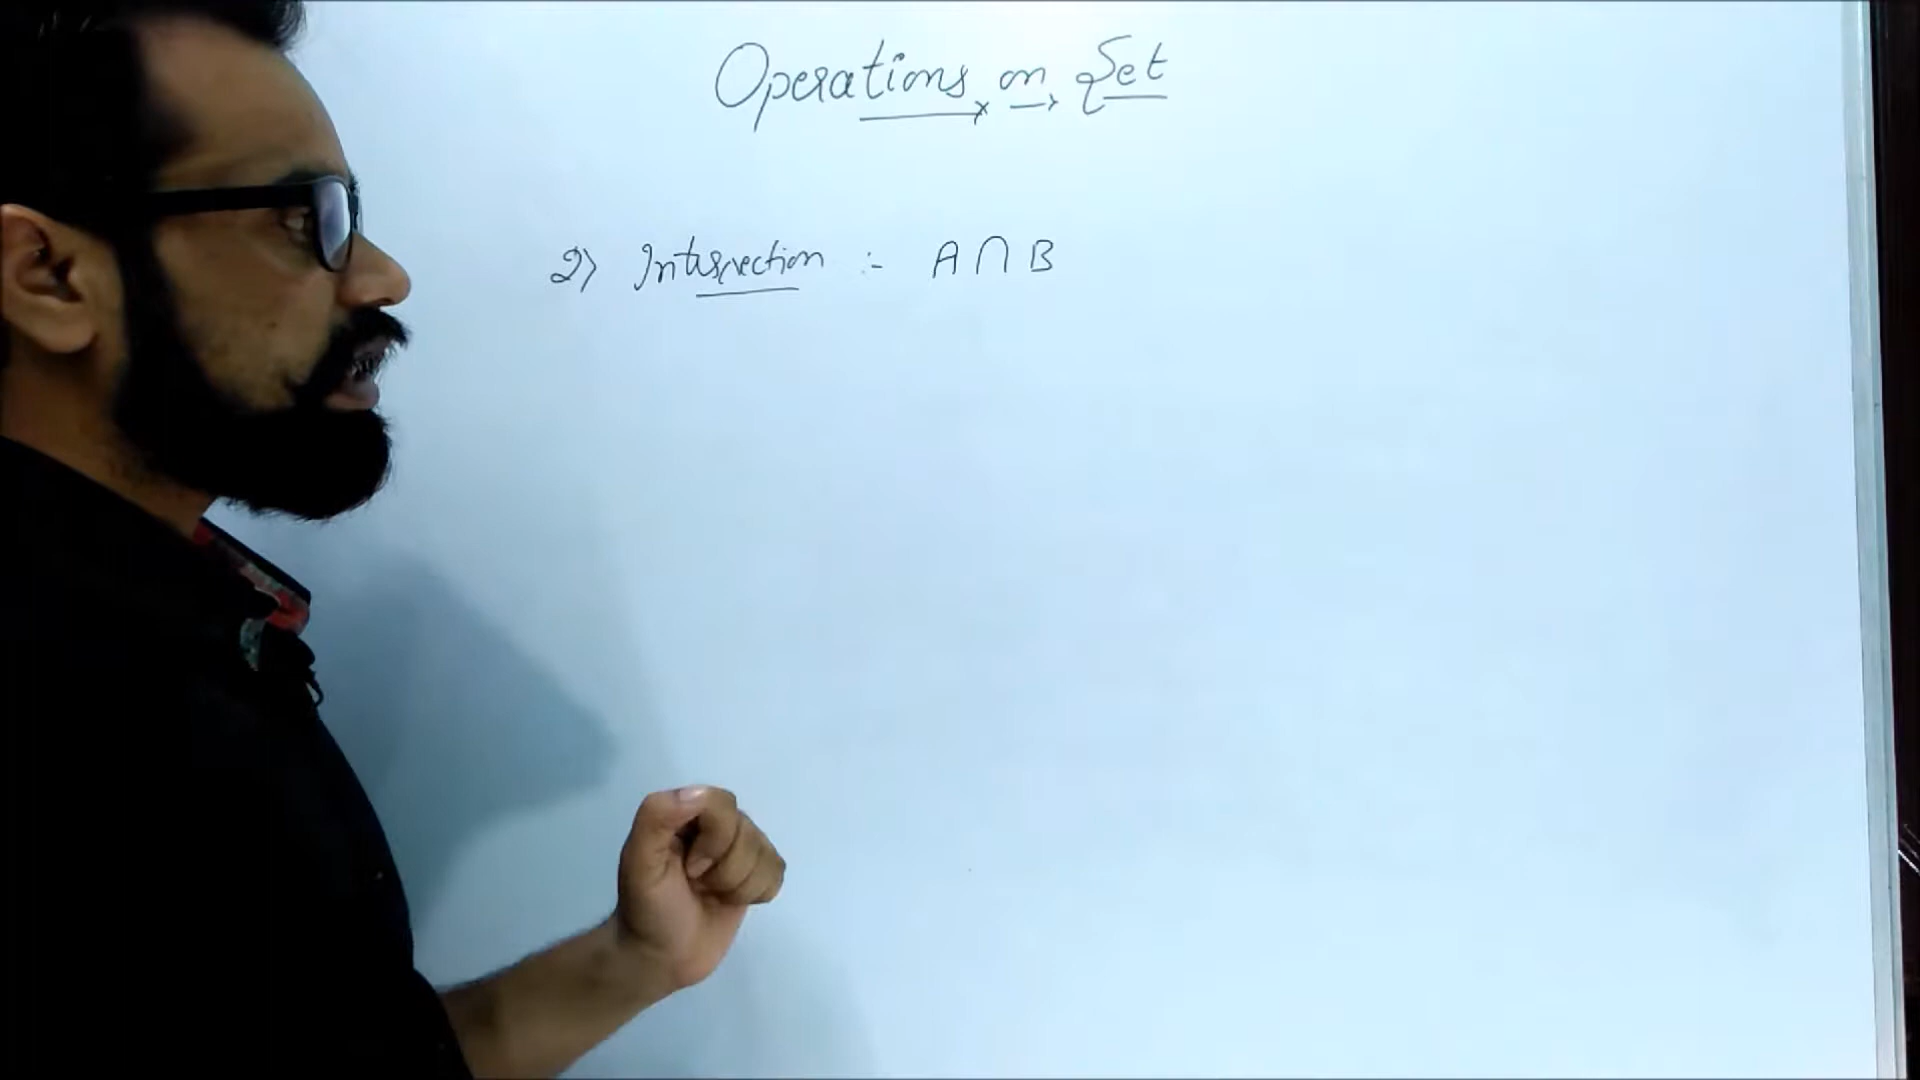 Operations on Set
2) Intersection :- A ∩ B